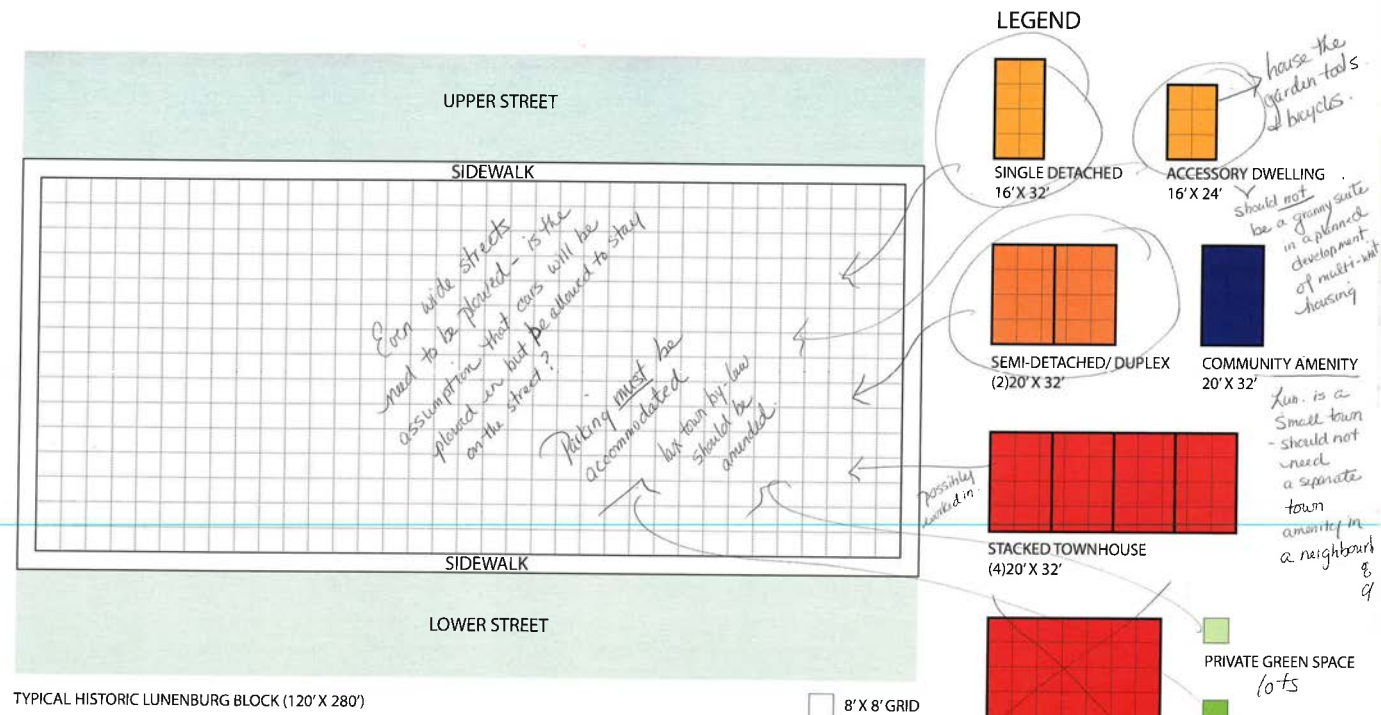 LEGEND
UPPER STREET
SIDEWALK
Even wide streets
need to be plowed - is the
assumption that cars will be
plowed in but be allowed to stay
on the street?
Parking must be
accommodated
town by-law
should be
amended.
SIDEWALK
LOWER STREET
TYPICAL HISTORIC LUNENBURG BLOCK (120' X 280')
8' X 8' GRID
SINGLE DETACHED
16' X 32'
house the
garden tools
& bicycles.
ACCESSORY DWELLING
16' X 24'
should not
be a granny suite
in a planned
development
of multi-unit
housing
SEMI-DETACHED/ DUPLEX
(2)20' X 32'
COMMUNITY AMENITY
20' X 32'
Lun. is a
small town
- should not
need
a separate
town
amenity in
a neighbour
possibly
worked in.
STACKED TOWNHOUSE
(4)20' X 32'
PRIVATE GREEN SPACE
lots